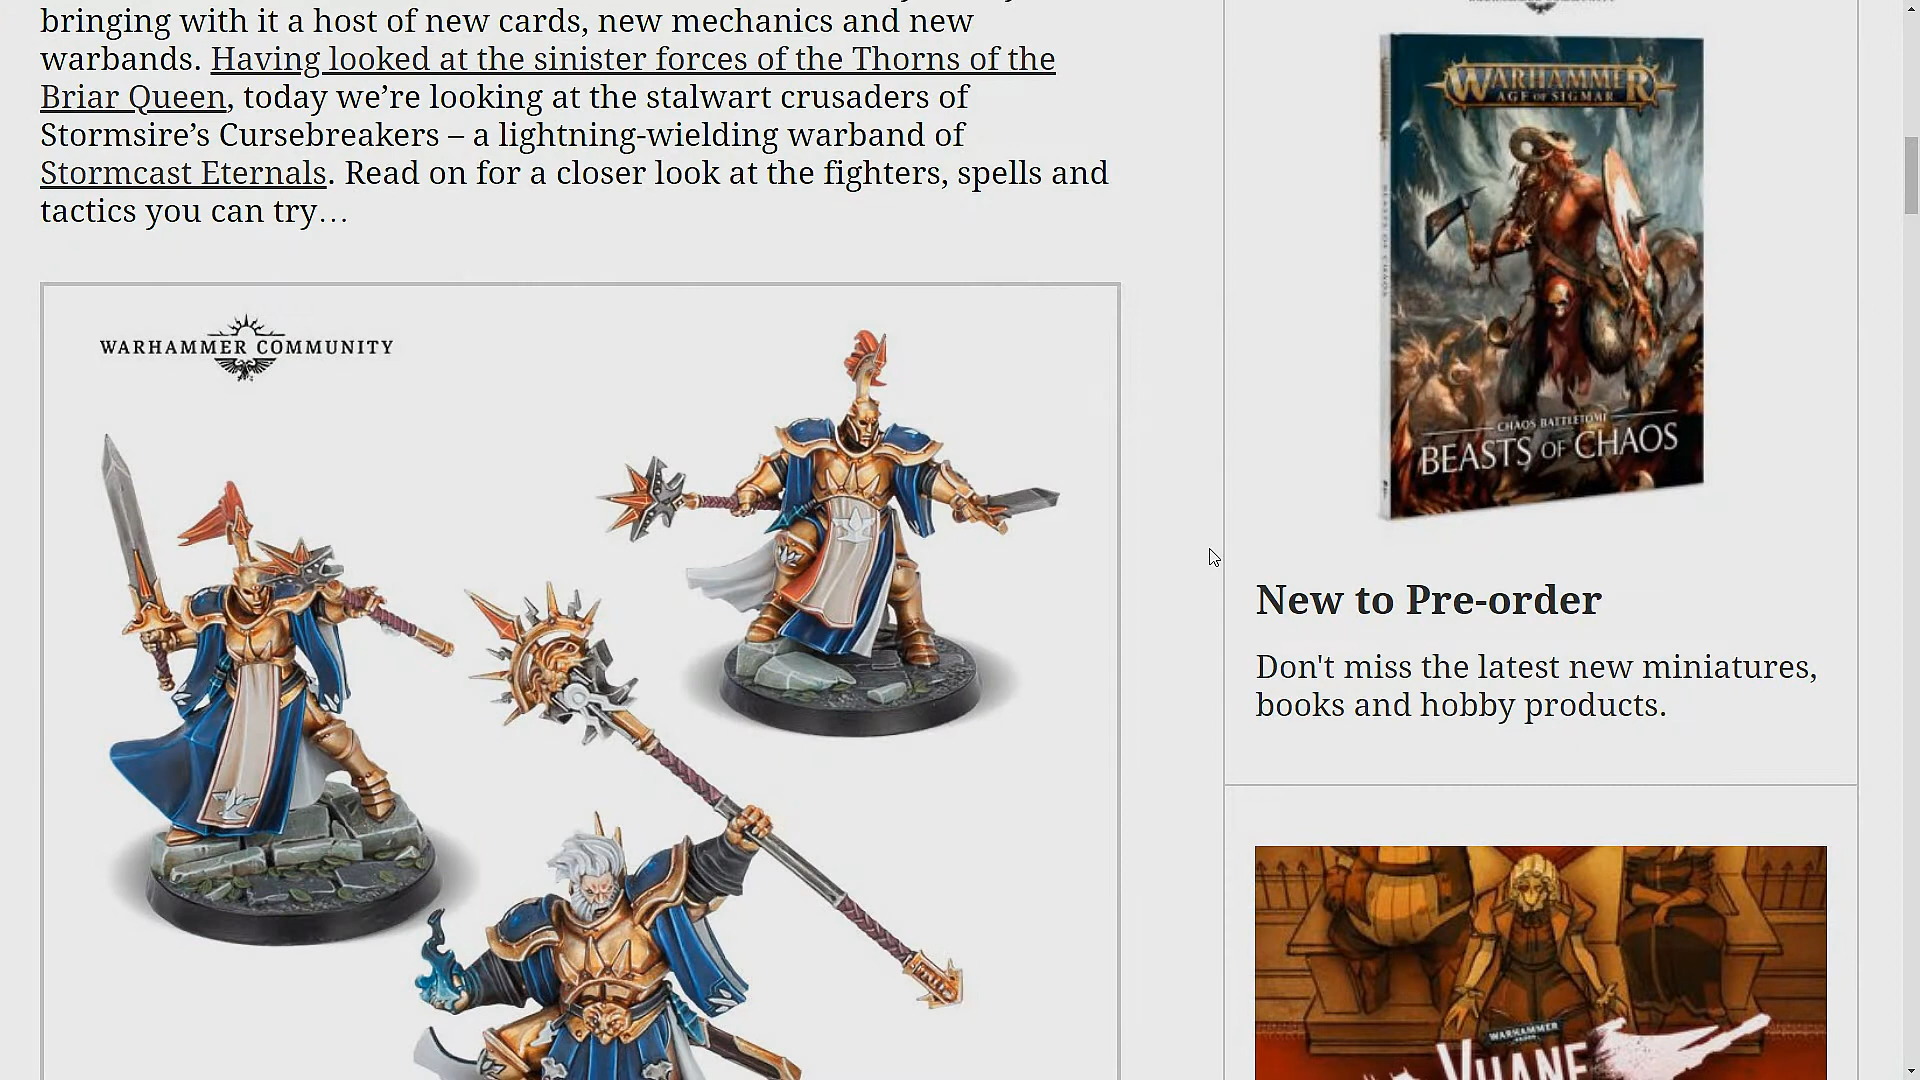 bringing with it a host of new cards, new mechanics and new
warbands. Having looked at the sinister forces of the Thorns of the
Briar Queen, today we’re looking at the stalwart crusaders of
Stormsire’s Cursebreakers – a lightning-wielding warband of
Stormcast Eternals. Read on for a closer look at the fighters, spells and
tactics you can try…
WARHAMMER COMMUNITY
WARHAMMER
AGE OF SIGMAR
CHAOS BATTLETOME
BEASTS OF CHAOS
New to Pre-order
Don't miss the latest new miniatures,
books and hobby products.
WARHAMMER